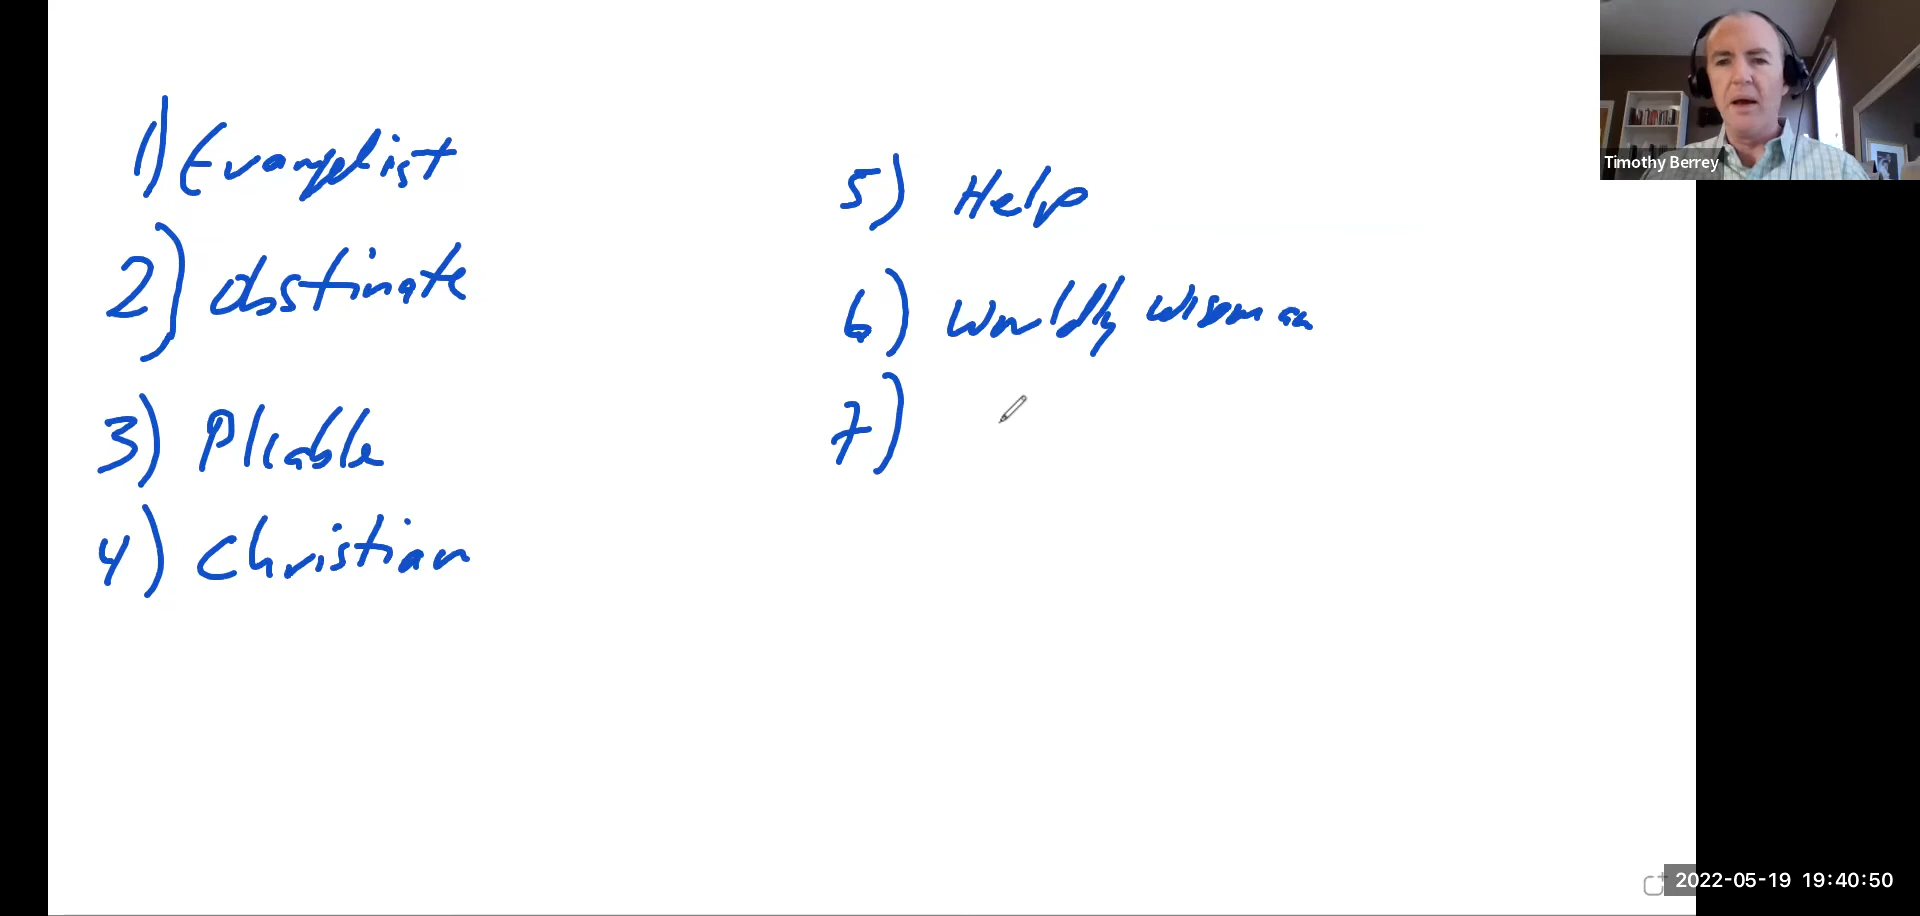 1) Evangelist
2) Obstinate
3) Pliable
4) Christian
5) Help
6) Worldly wisoman
7)
Timothy Berrey
2022-05-19 19:40:50